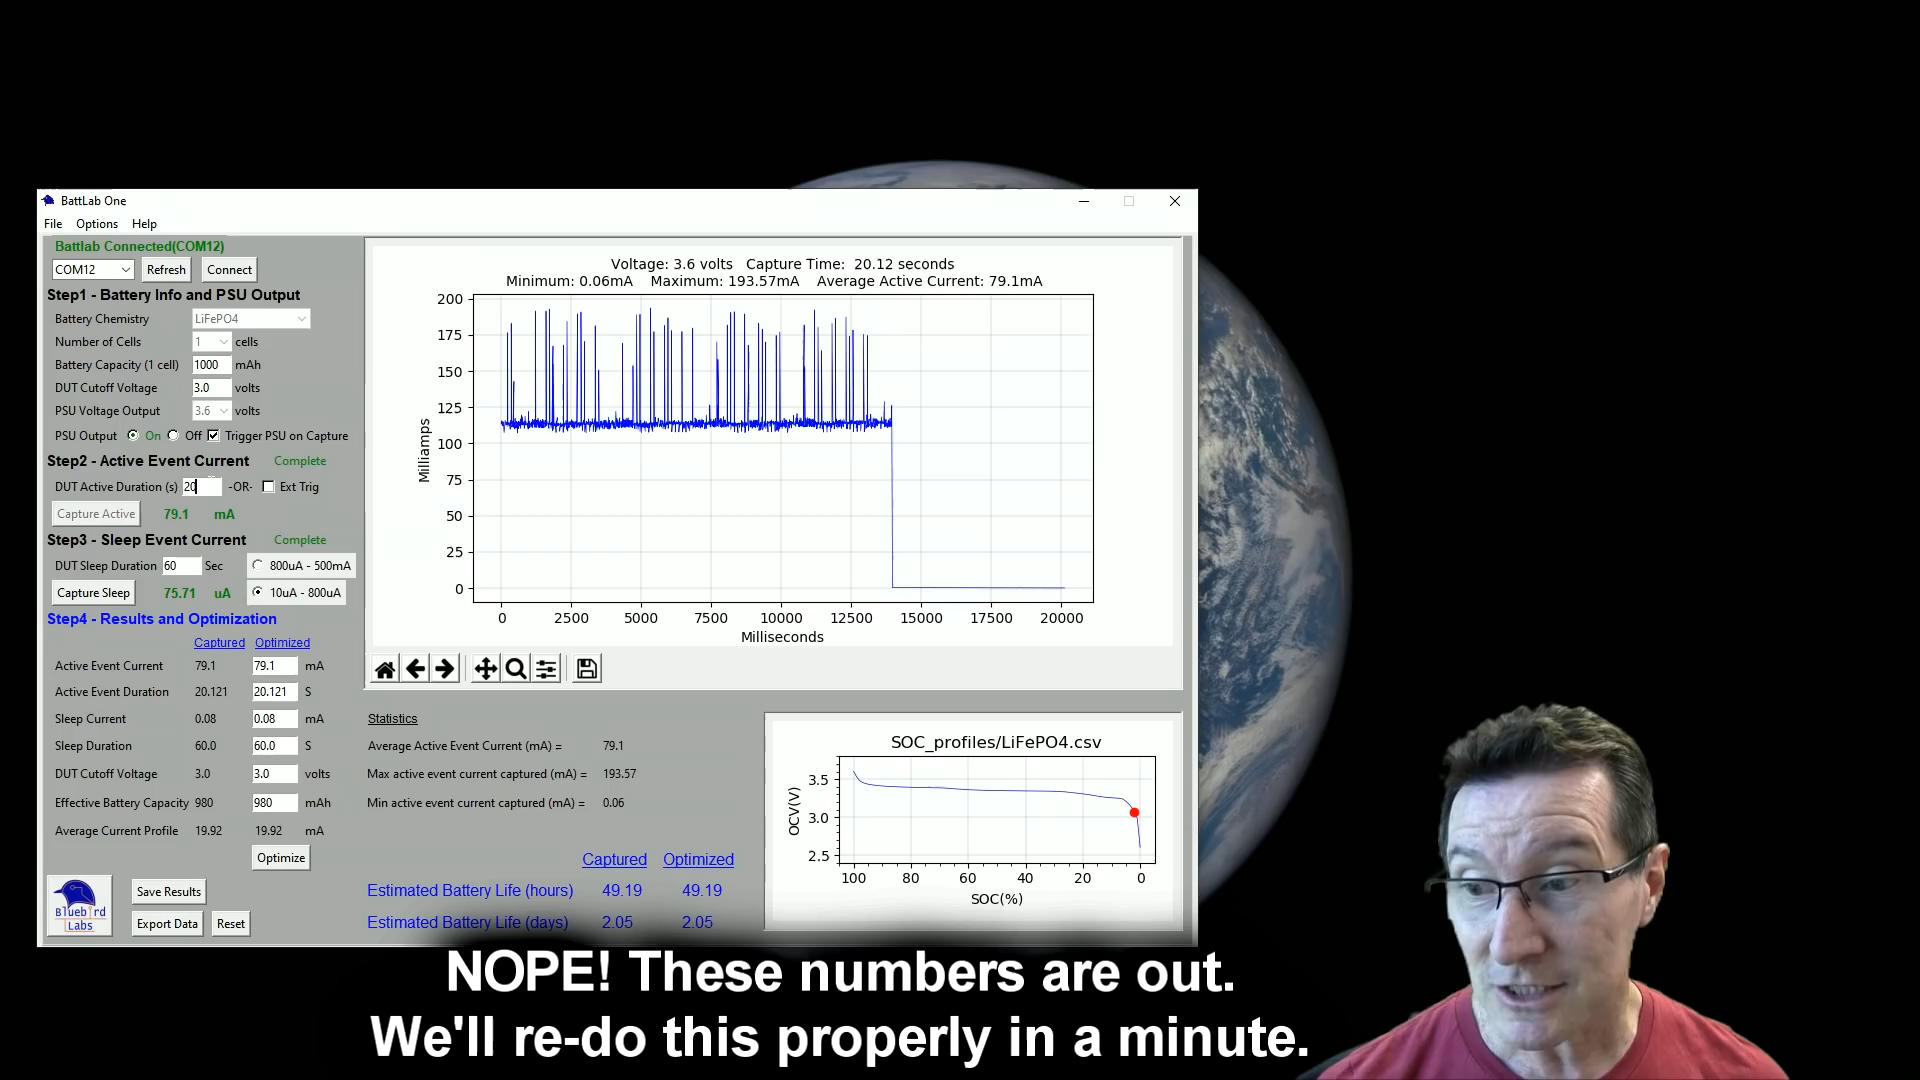 BattLab One
File Options Help
Battlab Connected(COM12)
COM12 Refresh Connect
Step1 - Battery Info and PSU Output
Battery Chemistry LiFePO4
Number of Cells 1 cells
Battery Capacity (1 cell) 1000 mAh
DUT Cutoff Voltage 3.0 volts
PSU Voltage Output 3.6 volts
PSU Output On Off Trigger PSU on Capture
Step2 - Active Event Current Complete
DUT Active Duration (s) 20 -OR- Ext Trig
Capture Active 79.1 mA
Step3 - Sleep Event Current Complete
DUT Sleep Duration 60 Sec 800uA - 500mA
Capture Sleep 75.71 uA 10uA - 800uA
Step4 - Results and Optimization
Captured Optimized
Active Event Current 79.1 79.1 mA
Active Event Duration 20.121 20.121 S
Sleep Current 0.08 0.08 mA
Sleep Duration 60.0 60.0 S
DUT Cutoff Voltage 3.0 3.0 volts
Effective Battery Capacity 980 980 mAh
Average Current Profile 19.92 19.92 mA
Optimize
Bluebird Labs
Save Results
Export Data Reset
Voltage: 3.6 volts Capture Time: 20.12 seconds
Minimum: 0.06mA Maximum: 193.57mA Average Active Current: 79.1mA
200
175
150
125
100
75
50
25
0
Milliamps
0 2500 5000 7500 10000 12500 15000 17500 20000
Milliseconds
Statistics
Average Active Event Current (mA) = 79.1
Max active event current captured (mA) = 193.57
Min active event current captured (mA) = 0.06
Captured Optimized
Estimated Battery Life (hours) 49.19 49.19
Estimated Battery Life (days) 2.05 2.05
SOC_profiles/LiFePO4.csv
3.5
3.0
2.5
OCV(V)
100 80 60 40 20 0
SOC(%)
NOPE! These numbers are out.
We'll re-do this properly in a minute.